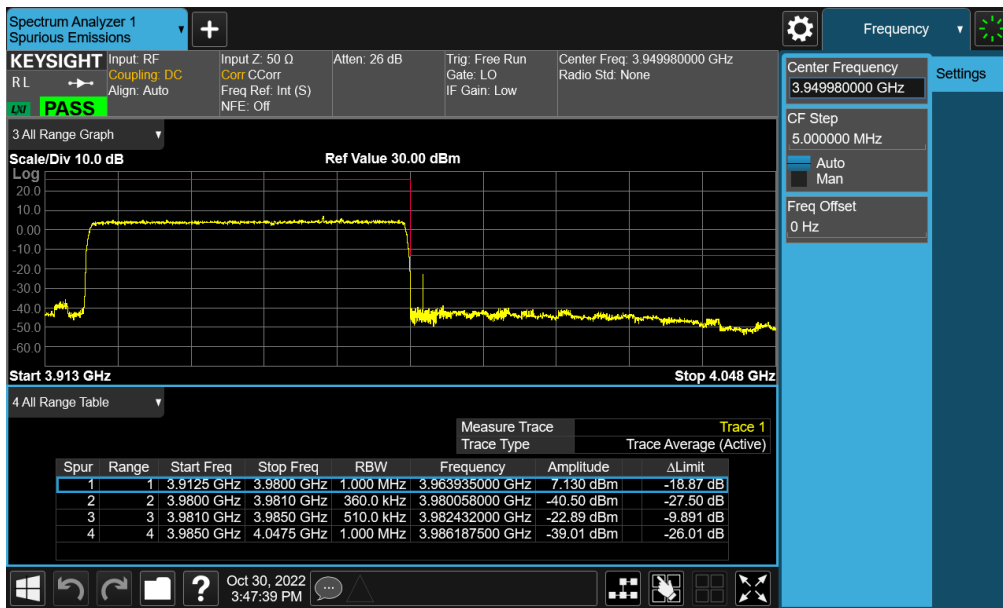 Spectrum Analyzer 1
Spurious Emissions
+
Frequency
KEYSIGHT
R L
LXI
PASS
Input: RF
Coupling: DC
Align: Auto
Input Z: 50 Ω
Corr CCorr
Freq Ref: Int (S)
NFE: Off
Atten: 26 dB
Trig: Free Run
Gate: LO
IF Gain: Low
Center Freq: 3.949980000 GHz
Radio Std: None
Center Frequency
3.949980000 GHz
Settings
CF Step
5.000000 MHz
Auto
Man
Freq Offset
0 Hz
3 All Range Graph
Scale/Div 10.0 dB
Ref Value 30.00 dBm
Log
20.0
10.0
0.00
-10.0
-20.0
-30.0
-40.0
-50.0
-60.0
Start 3.913 GHz
Stop 4.048 GHz
4 All Range Table
Measure Trace Trace 1
Trace Type Trace Average (Active)
Spur Range Start Freq Stop Freq RBW Frequency Amplitude ΔLimit
1 1 3.9125 GHz 3.9800 GHz 1.000 MHz 3.963935000 GHz 7.130 dBm -18.87 dB
2 2 3.9800 GHz 3.9810 GHz 360.0 kHz 3.980058000 GHz -40.50 dBm -27.50 dB
3 3 3.9810 GHz 3.9850 GHz 510.0 kHz 3.982432000 GHz -22.89 dBm -9.891 dB
4 4 3.9850 GHz 4.0475 GHz 1.000 MHz 3.986187500 GHz -39.01 dBm -26.01 dB
?
Oct 30, 2022
3:47:39 PM